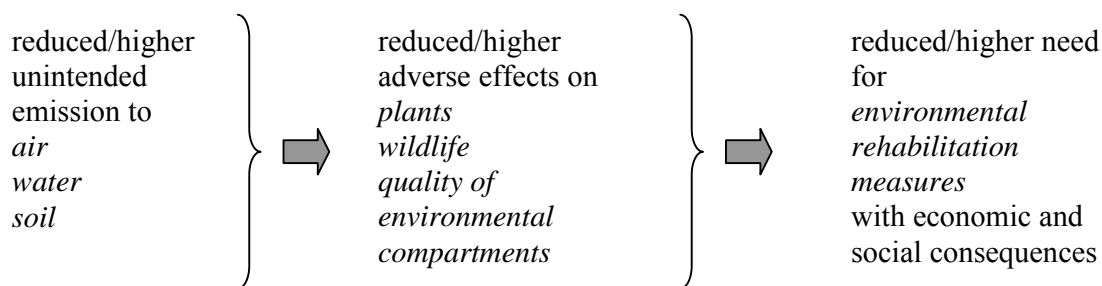 reduced/higher
unintended
emission to
air
water
soil
reduced/higher
adverse effects on
plants
wildlife
quality of
environmental
compartments
reduced/higher need
for
environmental
rehabilitation
measures
with economic and
social consequences